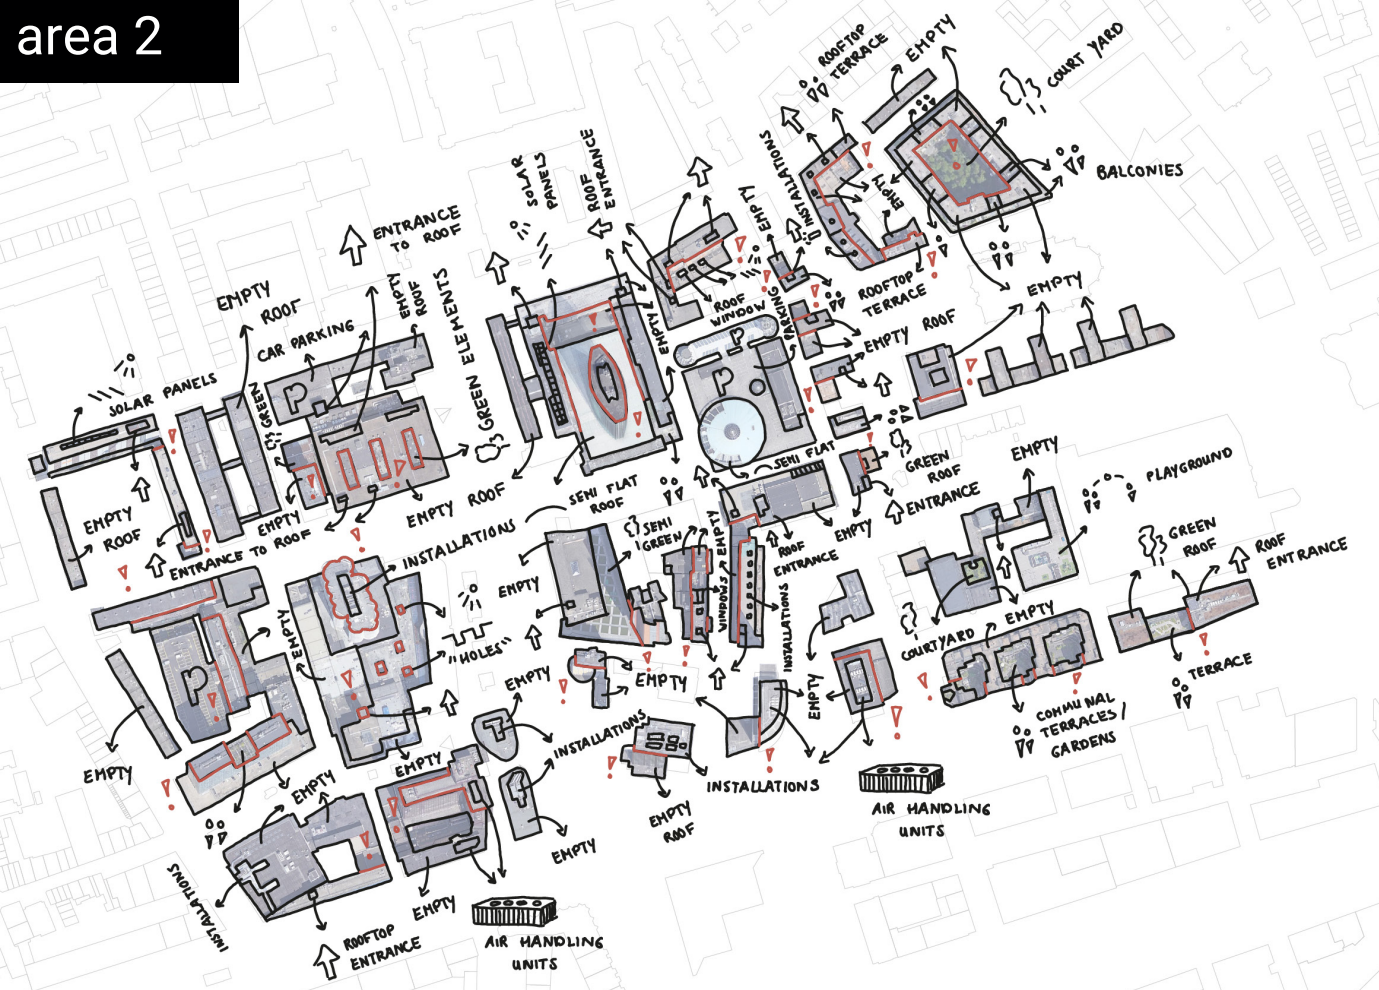 area 2
ROOFTOP
TERRACE
EMPTY
COURT YARD
BALCONIES
INSTALLATIONS
EMPTY
ROOFTOP
TERRACE
EMPTY
SOLAR
PANELS
ROOF
ENTRANCE
EMPTY
ROOF
WINDOW
PARKING
P
EMPTY ROOF
EMPTY
ENTRANCE
TO ROOF
EMPTY
ROOF
CAR PARKING
P
EMPTY
ROOF
GREEN ELEMENTS
SOLAR PANELS
GREEN
P
SEMI FLAT
GREEN
ROOF
ENTRANCE
EMPTY
PLAYGROUND
EMPTY
ROOF
EMPTY
ENTRANCE TO ROOF
EMPTY ROOF
SEMI FLAT
ROOF
INSTALLATIONS
SEMI
GREEN
EMPTY
WINDOWS
EMPTY
ROOF
ENTRANCE
EMPTY
INSTALLATIONS
GREEN
ROOF
ROOF
ENTRANCE
COURTYARD
EMPTY
TERRACE
COMMUNAL
TERRACES/
GARDENS
P
EMPTY
"HOLES"
EMPTY
EMPTY
EMPTY
INSTALLATIONS
INSTALLATIONS
EMPTY
ROOF
AIR HANDLING
UNITS
EMPTY
EMPTY
EMPTY
EMPTY
INSTALLATIONS
ROOFTOP
ENTRANCE
EMPTY
AIR HANDLING
UNITS